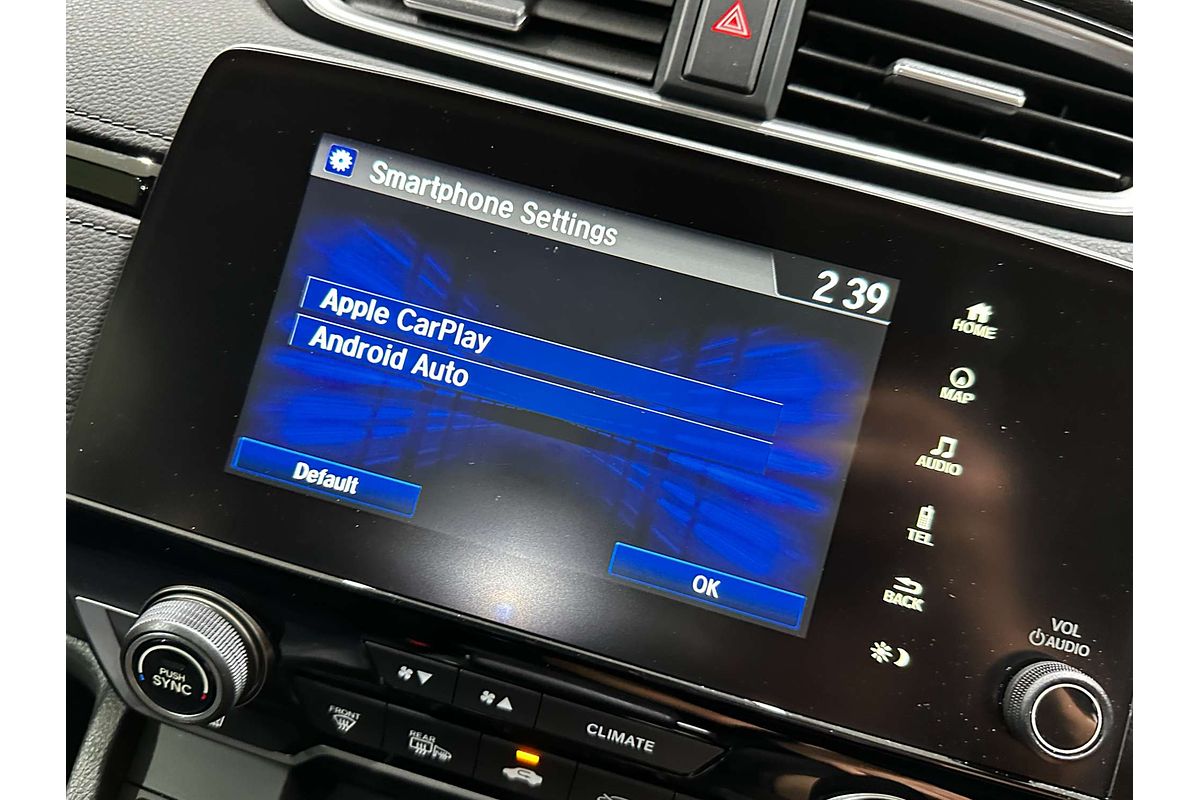 Smartphone Settings
2 39
Apple CarPlay
Android Auto
Default
OK
HOME
MAP
AUDIO
TEL
BACK
VOL
AUDIO
PUSH
SYNC
FRONT
REAR
CLIMATE